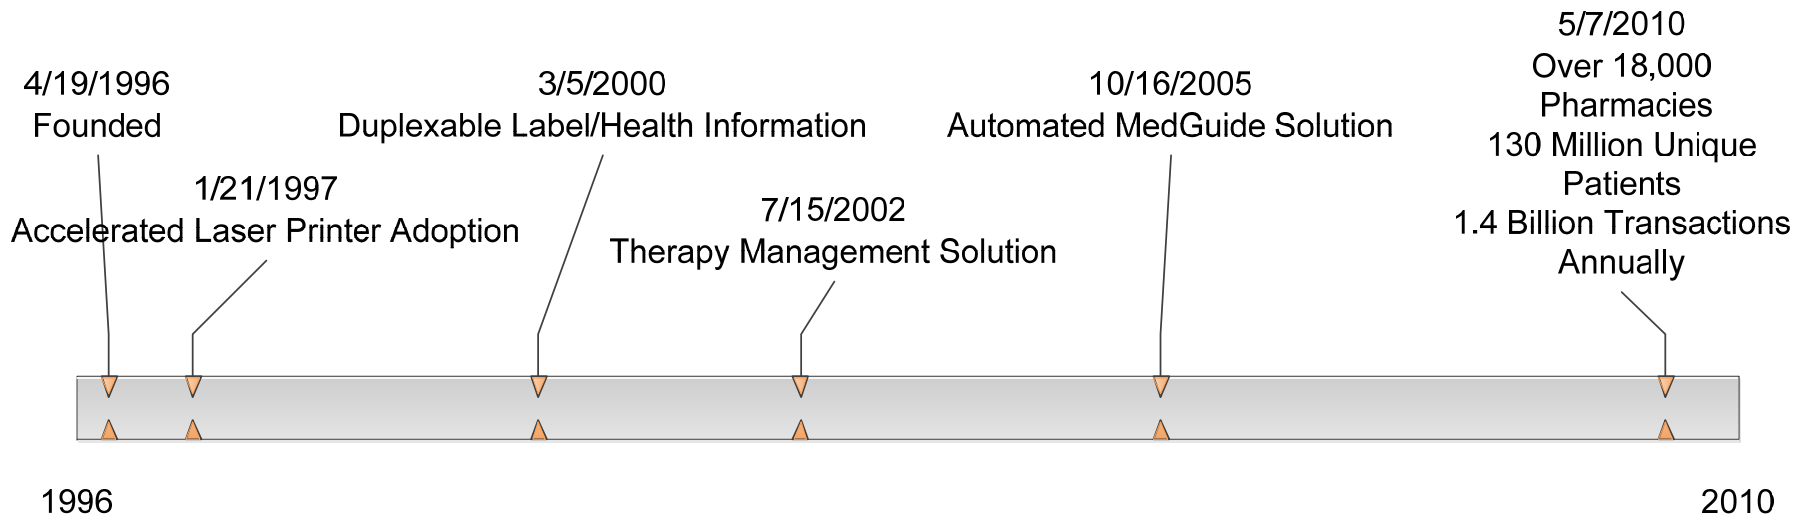 4/19/1996
Founded
1/21/1997
Accelerated Laser Printer Adoption
3/5/2000
Duplexable Label/Health Information
7/15/2002
Therapy Management Solution
10/16/2005
Automated MedGuide Solution
5/7/2010
Over 18,000
Pharmacies
130 Million Unique
Patients
1.4 Billion Transactions
Annually
1996
2010